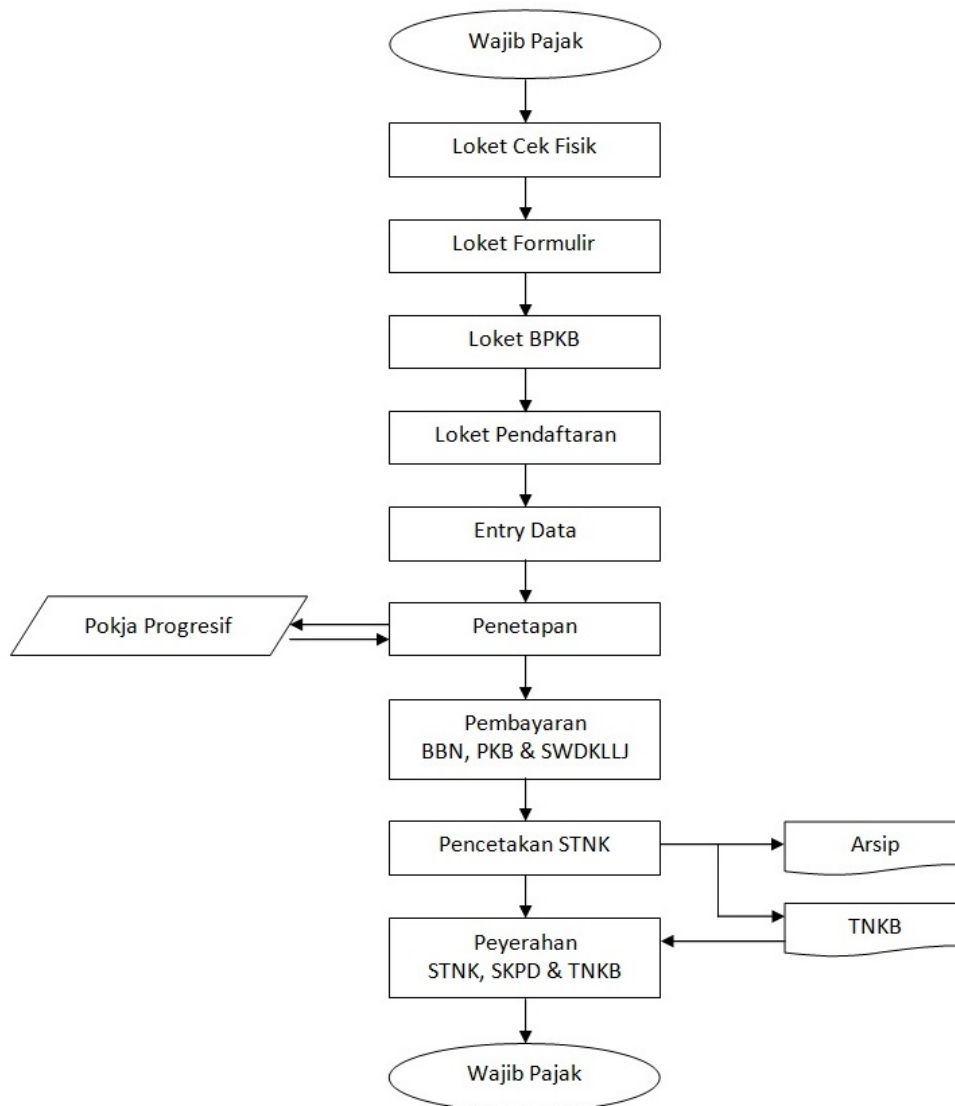 Wajib Pajak
Loket Cek Fisik
Loket Formulir
Loket BPKB
Loket Pendaftaran
Entry Data
Pokja Progresif
Penetapan
Pembayaran
BBN, PKB & SWDKLLJ
Pencetakan STNK
Arsip
TNKB
Peyerahan
STNK, SKPD & TNKB
Wajib Pajak